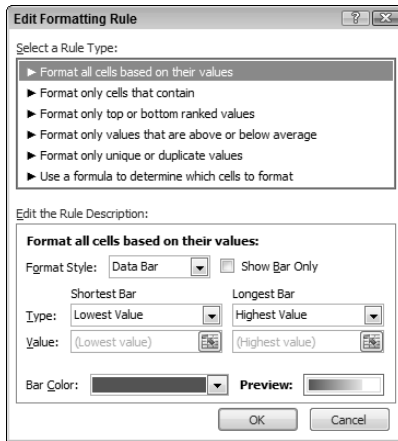 Edit Formatting Rule
Select a Rule Type:
► Format all cells based on their values
► Format only cells that contain
► Format only top or bottom ranked values
► Format only values that are above or below average
► Format only unique or duplicate values
► Use a formula to determine which cells to format
Edit the Rule Description:
Format all cells based on their values:
Format Style: Data Bar Show Bar Only
Shortest Bar Longest Bar
Type: Lowest Value Highest Value
Value: (Lowest value) (Highest value)
Bar Color: Preview:
OK Cancel